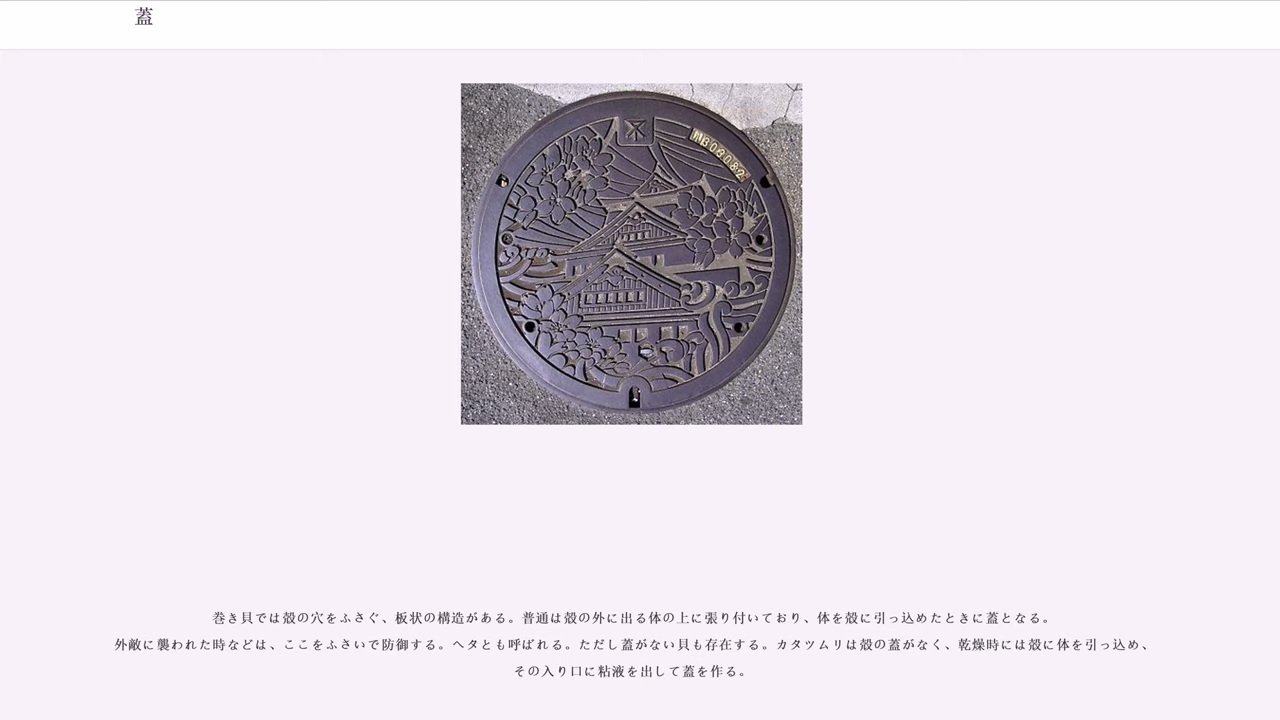 蓋
巻き貝では殻の穴をふさぐ、板状の構造がある。普通は殻の外に出る体の上に張り付いており、体を殻に引っ込めたときに蓋となる。
外敵に襲われた時などは、ここをふさいで防御する。ヘタとも呼ばれる。ただし蓋がない貝も存在する。カタツムリは殻の蓋がなく、乾燥時には殻に体を引っ込め、
その入り口に粘液を出して蓋を作る。